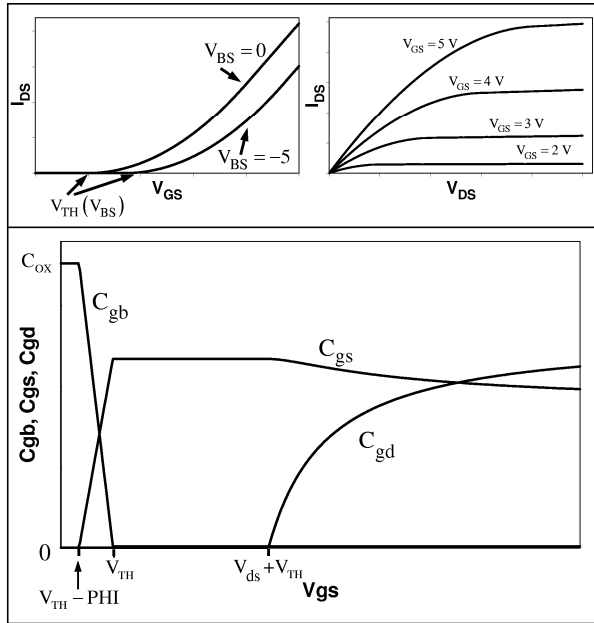 V_BS = 0
I_DS
V_BS = −5
V_TH (V_BS)
V_GS
V_GS = 5 V
V_GS = 4 V
I_DS
V_GS = 3 V
V_GS = 2 V
V_DS
C_OX
C_gb
C_gs
Cgb, Cgs, Cgd
C_gd
0
V_TH
V_ds + V_TH
Vgs
V_TH − PHI